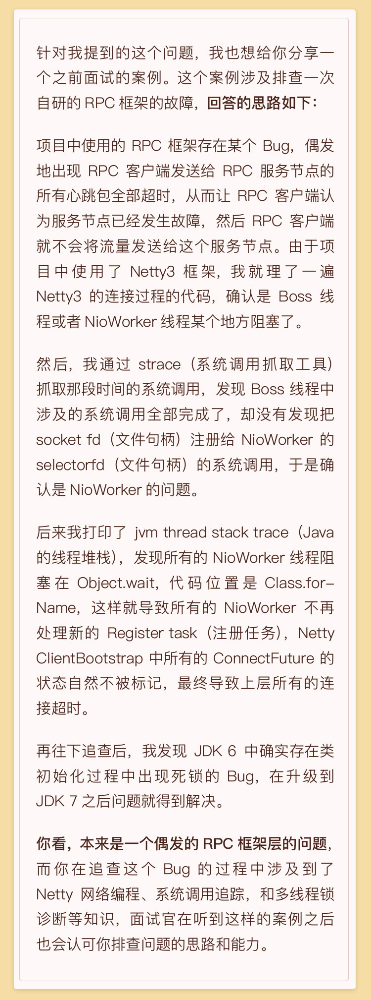 针对我提到的这个问题，我也想给你分享一
个之前面试的案例。这个案例涉及排查一次
自研的 RPC 框架的故障，回答的思路如下：
项目中使用的 RPC 框架存在某个 Bug，偶发
地出现 RPC 客户端发送给 RPC 服务节点的
所有心跳包全部超时，从而让 RPC 客户端认
为服务节点已经发生故障，然后 RPC 客户端
就不会将流量发送给这个服务节点。由于项
目中使用了 Netty3 框架，我就理了一遍
Netty3 的连接过程的代码，确认是 Boss 线
程或者 NioWorker 线程某个地方阻塞了。
然后，我通过 strace（系统调用抓取工具）
抓取那段时间的系统调用，发现 Boss 线程中
涉及的系统调用全部完成了，却没有发现把
socket fd（文件句柄）注册给 NioWorker 的
selectorfd（文件句柄）的系统调用，于是确
认是 NioWorker 的问题。
后来我打印了 jvm thread stack trace（Java
的线程堆栈），发现所有的 NioWorker 线程阻
塞在 Object.wait，代码位置是 Class.for-
Name，这样就导致所有的 NioWorker 不再
处理新的 Register task（注册任务），Netty
ClientBootstrap 中所有的 ConnectFuture 的
状态自然不被标记，最终导致上层所有的连
接超时。
再往下追查后，我发现 JDK 6 中确实存在类
初始化过程中出现死锁的 Bug，在升级到
JDK 7 之后问题就得到解决。
你看，本来是一个偶发的 RPC 框架层的问题，
而你在追查这个 Bug 的过程中涉及到了
Netty 网络编程、系统调用追踪，和多线程锁
诊断等知识，面试官在听到这样的案例之后
也会认可你排查问题的思路和能力。